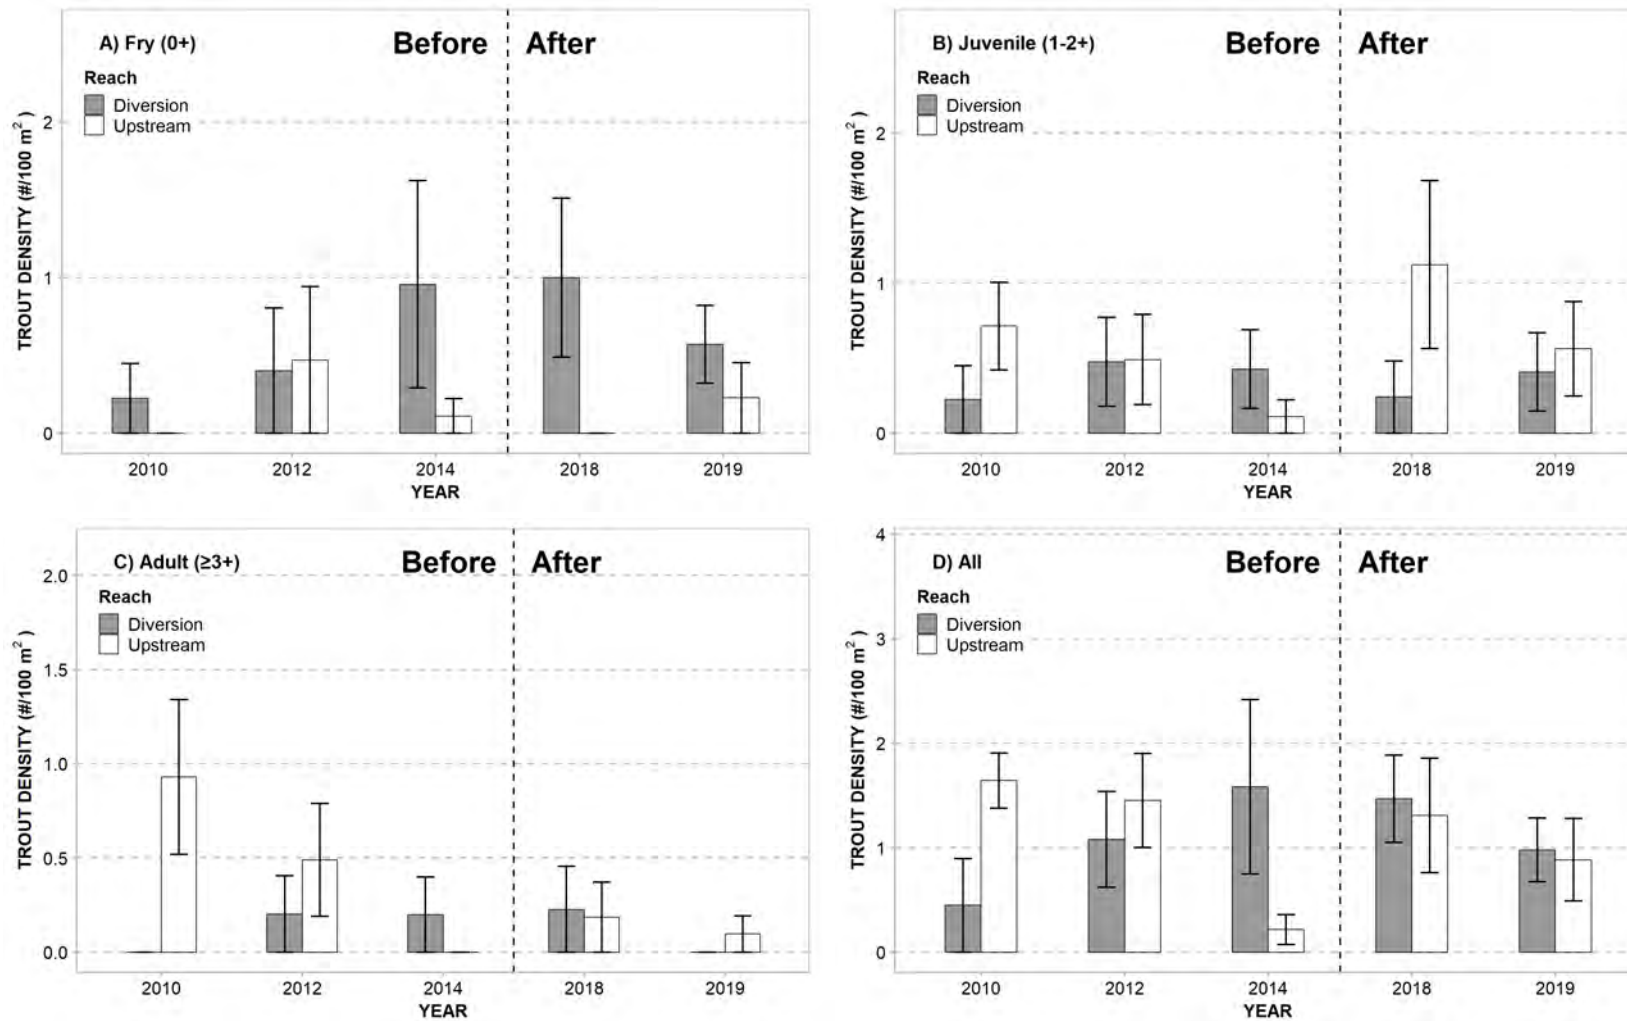 A) Fry (0+)
Before
After
Reach
Diversion
Upstream
TROUT DENSITY (#/100 m²)
2
1
0
2010
2012
2014
2018
2019
YEAR
B) Juvenile (1-2+)
Before
After
Reach
Diversion
Upstream
TROUT DENSITY (#/100 m²)
2
1
0
2010
2012
2014
2018
2019
YEAR
C) Adult (≥3+)
Before
After
Reach
Diversion
Upstream
TROUT DENSITY (#/100 m²)
2.0
1.5
1.0
0.5
0.0
2010
2012
2014
2018
2019
YEAR
D) All
Before
After
Reach
Diversion
Upstream
TROUT DENSITY (#/100 m²)
4
3
2
1
0
2010
2012
2014
2018
2019
YEAR